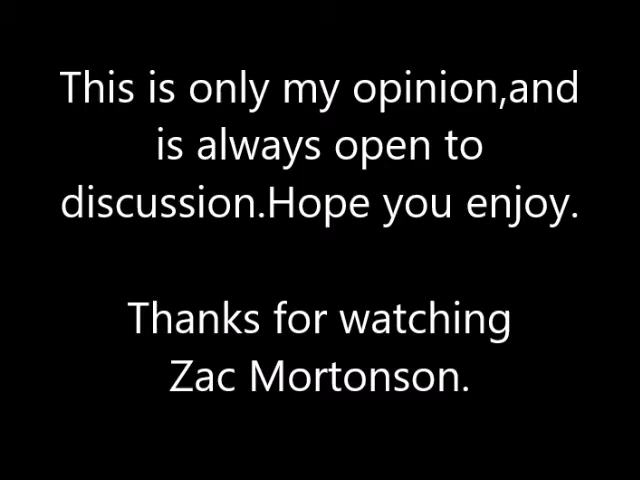 This is only my opinion,and
is always open to
discussion.Hope you enjoy.
Thanks for watching
Zac Mortonson.